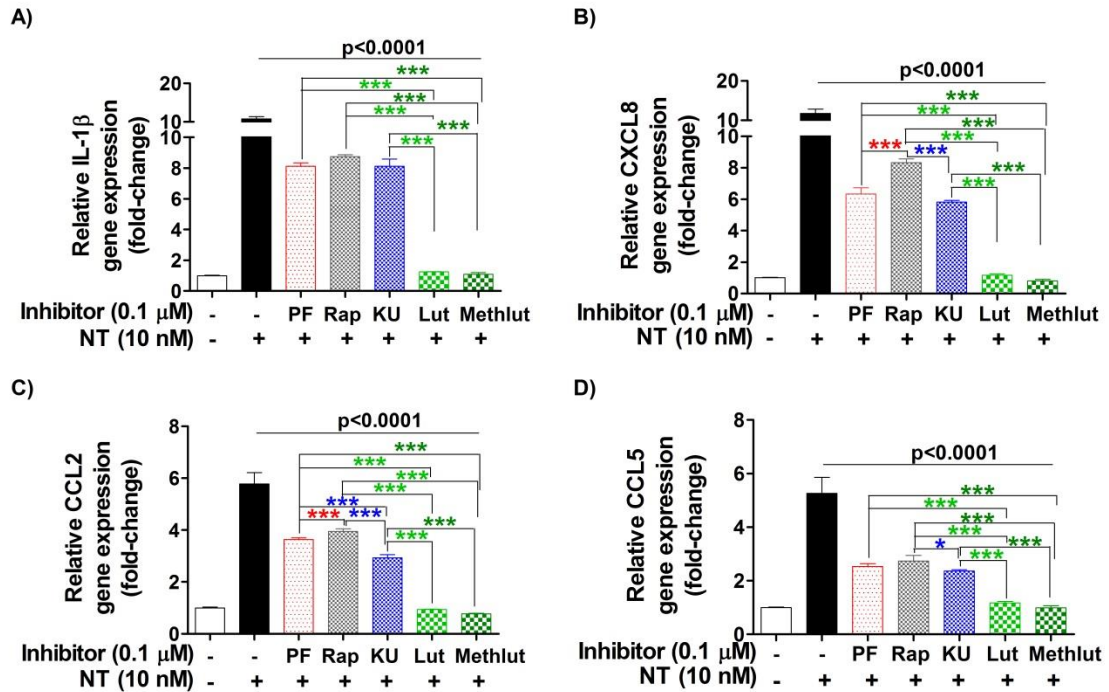 A)
p<0.0001
***
***
***
***
***
***
Relative IL-1β
gene expression
(fold-change)
20
10
10
8
6
4
2
0
Inhibitor (0.1 μM) - - PF Rap KU Lut Methlut
NT (10 nM) - + + + + + +
B)
p<0.0001
***
***
***
***
*** ***
***
***
Relative CXCL8
gene expression
(fold-change)
20
10
10
8
6
4
2
0
Inhibitor (0.1 μM) - - PF Rap KU Lut Methlut
NT (10 nM) - + + + + + +
C)
p<0.0001
***
***
***
***
***
*** *** ***
***
Relative CCL2
gene expression
(fold-change)
8
6
4
2
0
Inhibitor (0.1 μM) - - PF Rap KU Lut Methlut
NT (10 nM) - + + + + + +
D)
p<0.0001
***
***
***
***
* ***
***
Relative CCL5
gene expression
(fold-change)
8
6
4
2
0
Inhibitor (0.1 μM) - - PF Rap KU Lut Methlut
NT (10 nM) - + + + + + +